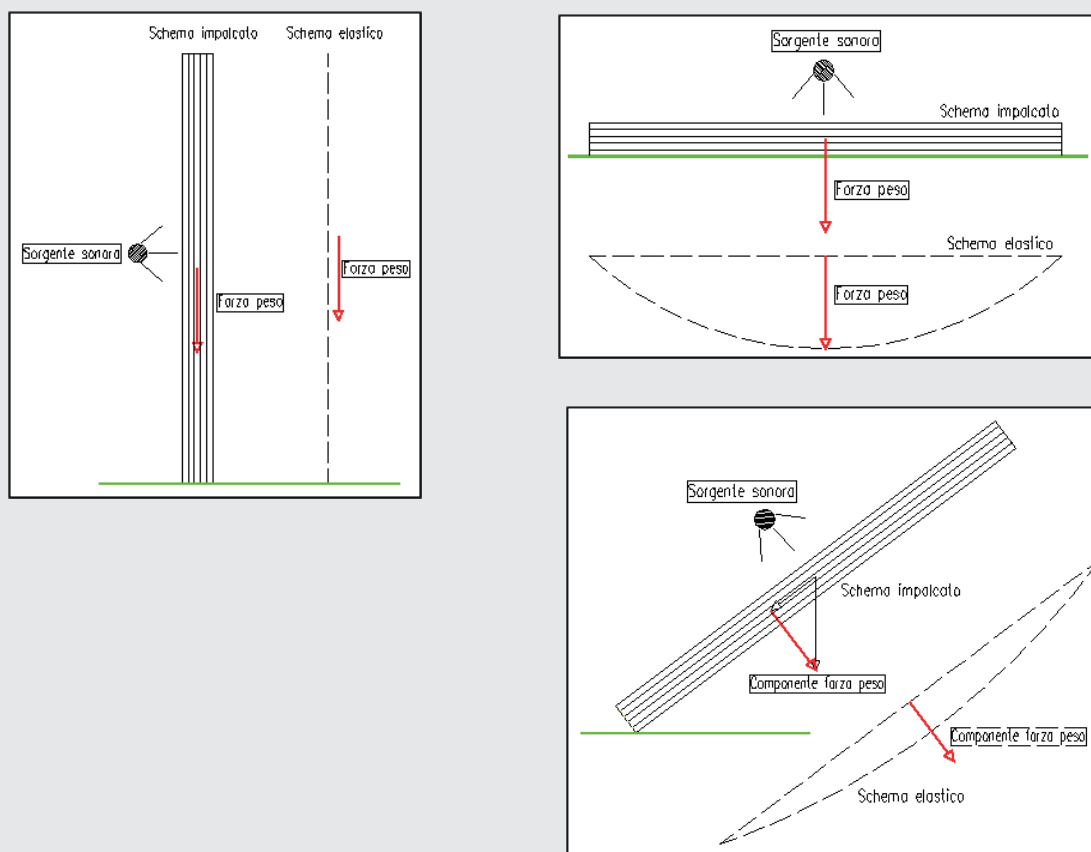 Schema impalcato
Schema elastico
Sorgente sonora
Forza peso
Forza peso
Sorgente sonora
Schema impalcato
Forza peso
Schema elastico
Forza peso
Sorgente sonora
Schema impalcato
Componente forza peso
Componente forza peso
Schema elastico